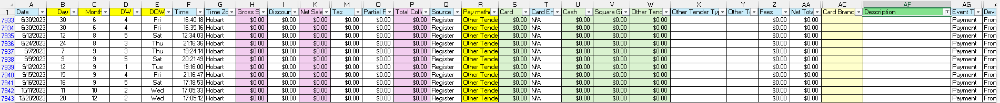 A B C D E F G H I K M O P Q R S T U V W X Y Z AA AC AF AG A
1 Date Day Month DW DOW Time Time Zo Gross S Discoun Net Sale Tax Partial F Total Coll Source Pay metho Card Card En Cash Square Gi Other Tenc Other Tender Typ Other Te Fees Net Tota Card Brand Description Event T Devi
7933 6/30/2023 30 6 4 Fri 16:40:18 Hobart $0.00 $0.00 $0.00 $0.00 $0.00 $0.00 Register Other Tende $0.00 N/A $0.00 $0.00 $0.00 $0.00 $0.00 Payment Fron
7934 6/30/2023 30 6 4 Fri 16:35:16 Hobart $0.00 $0.00 $0.00 $0.00 $0.00 $0.00 Register Other Tende $0.00 N/A $0.00 $0.00 $0.00 $0.00 $0.00 Payment Fron
7935 8/12/2023 12 8 5 Sat 12:34:03 Hobart $0.00 $0.00 $0.00 $0.00 $0.00 $0.00 Register Other Tende $0.00 N/A $0.00 $0.00 $0.00 $0.00 $0.00 Payment Fron
7936 8/24/2023 24 8 3 Thu 21:16:36 Hobart $0.00 $0.00 $0.00 $0.00 $0.00 $0.00 Register Other Tende $0.00 N/A $0.00 $0.00 $0.00 $0.00 $0.00 Payment Fron
7937 9/7/2023 7 9 3 Thu 19:24:14 Hobart $0.00 $0.00 $0.00 $0.00 $0.00 $0.00 Register Other Tende $0.00 N/A $0.00 $0.00 $0.00 $0.00 $0.00 Payment Fron
7938 9/9/2023 9 9 5 Sat 20:21:49 Hobart $0.00 $0.00 $0.00 $0.00 $0.00 $0.00 Register Other Tende $0.00 N/A $0.00 $0.00 $0.00 $0.00 $0.00 Payment Fron
7939 9/12/2023 12 9 1 Tue 19:16:00 Hobart $0.00 $0.00 $0.00 $0.00 $0.00 $0.00 Register Other Tende $0.00 N/A $0.00 $0.00 $0.00 $0.00 $0.00 Payment Fron
7940 9/15/2023 15 9 4 Fri 21:16:47 Hobart $0.00 $0.00 $0.00 $0.00 $0.00 $0.00 Register Other Tende $0.00 N/A $0.00 $0.00 $0.00 $0.00 $0.00 Payment Fron
7941 9/16/2023 16 9 5 Sat 17:18:53 Hobart $0.00 $0.00 $0.00 $0.00 $0.00 $0.00 Register Other Tende $0.00 N/A $0.00 $0.00 $0.00 $0.00 $0.00 Payment Fron
7942 10/11/2023 11 10 2 Wed 17:05:33 Hobart $0.00 $0.00 $0.00 $0.00 $0.00 $0.00 Register Other Tende $0.00 N/A $0.00 $0.00 $0.00 $0.00 $0.00 Payment Fron
7943 12/20/2023 20 12 2 Wed 17:05:12 Hobart $0.00 $0.00 $0.00 $0.00 $0.00 $0.00 Register Other Tende $0.00 N/A $0.00 $0.00 $0.00 $0.00 $0.00 Payment Fron